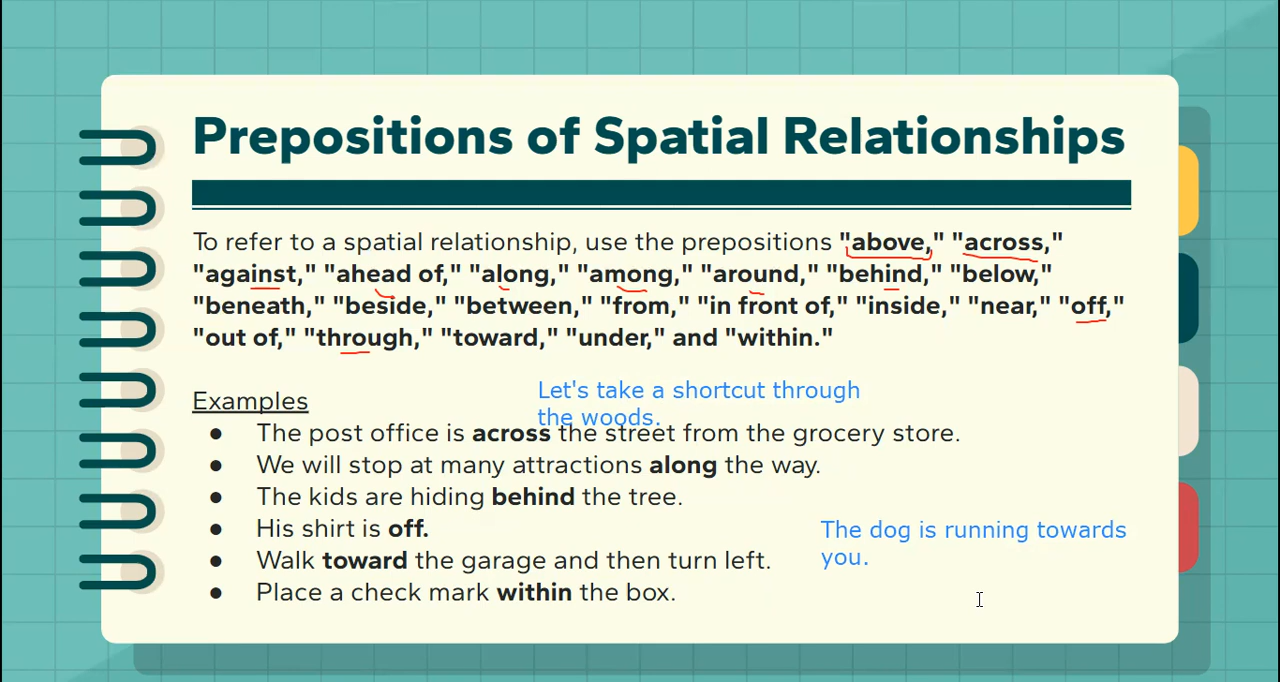 Prepositions of Spatial Relationships
To refer to a spatial relationship, use the prepositions "above," "across,"
"against," "ahead of," "along," "among," "around," "behind," "below,"
"beneath," "beside," "between," "from," "in front of," "inside," "near," "off,"
"out of," "through," "toward," "under," and "within."
Let's take a shortcut through
the woods.
Examples
● The post office is across the street from the grocery store.
● We will stop at many attractions along the way.
● The kids are hiding behind the tree.
● His shirt is off.
The dog is running towards
you.
● Walk toward the garage and then turn left.
● Place a check mark within the box.